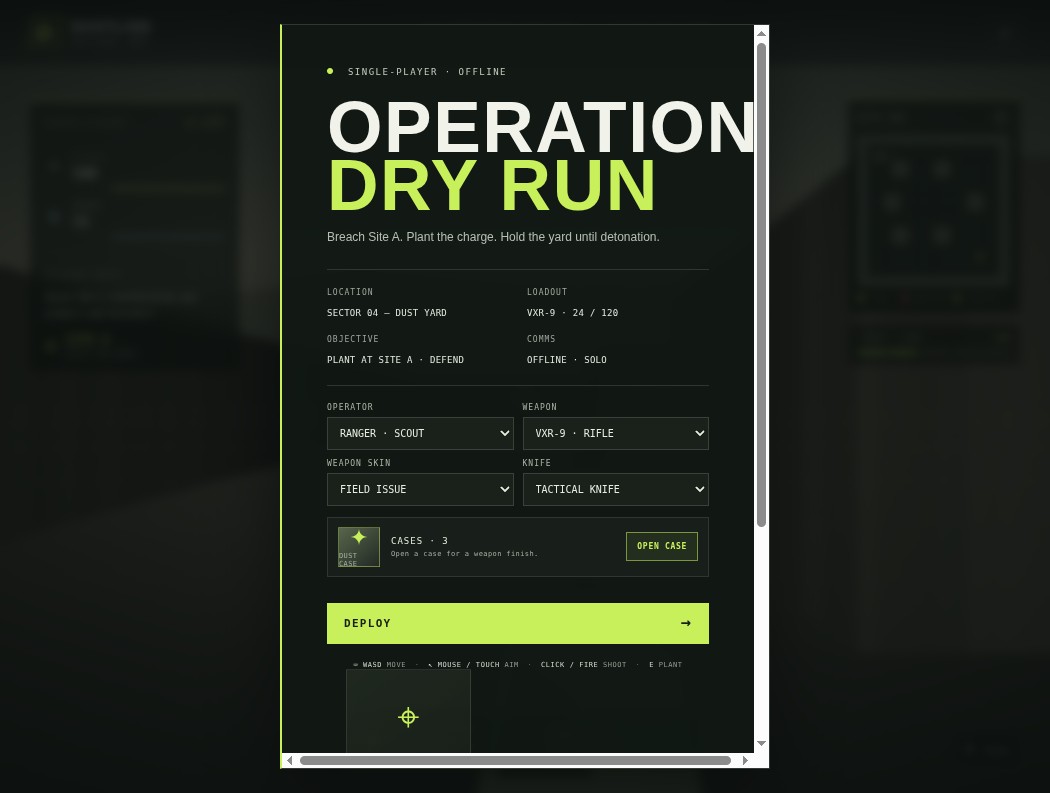 SINGLE-PLAYER · OFFLINE
OPERATION
DRY RUN
Breach Site A. Plant the charge. Hold the yard until detonation.
LOCATION LOADOUT
SECTOR 04 — DUST YARD VXR-9 · 24 / 120
OBJECTIVE COMMS
PLANT AT SITE A · DEFEND OFFLINE · SOLO
OPERATOR WEAPON
RANGER · SCOUT VXR-9 · RIFLE
WEAPON SKIN KNIFE
FIELD ISSUE TACTICAL KNIFE
DUST CASE
CASES · 3
Open a case for a weapon finish.
OPEN CASE
DEPLOY →
WASD MOVE · MOUSE / TOUCH AIM · CLICK / FIRE SHOOT · E PLANT